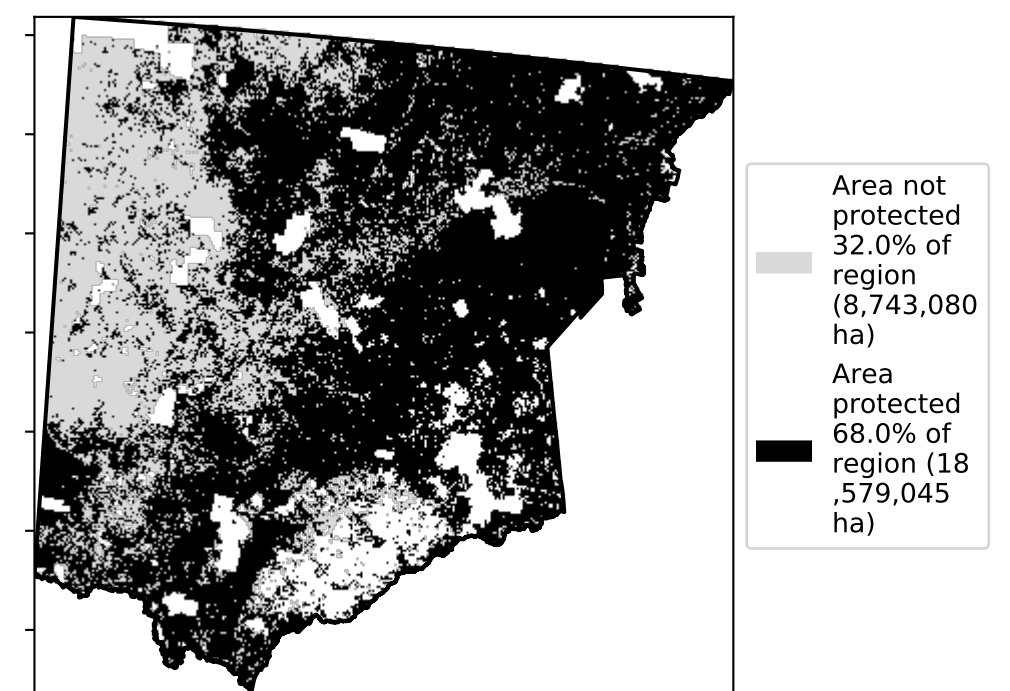 Area not
protected
32.0% of
region
(8,743,080
ha)
Area
protected
68.0% of
region (18
,579,045
ha)